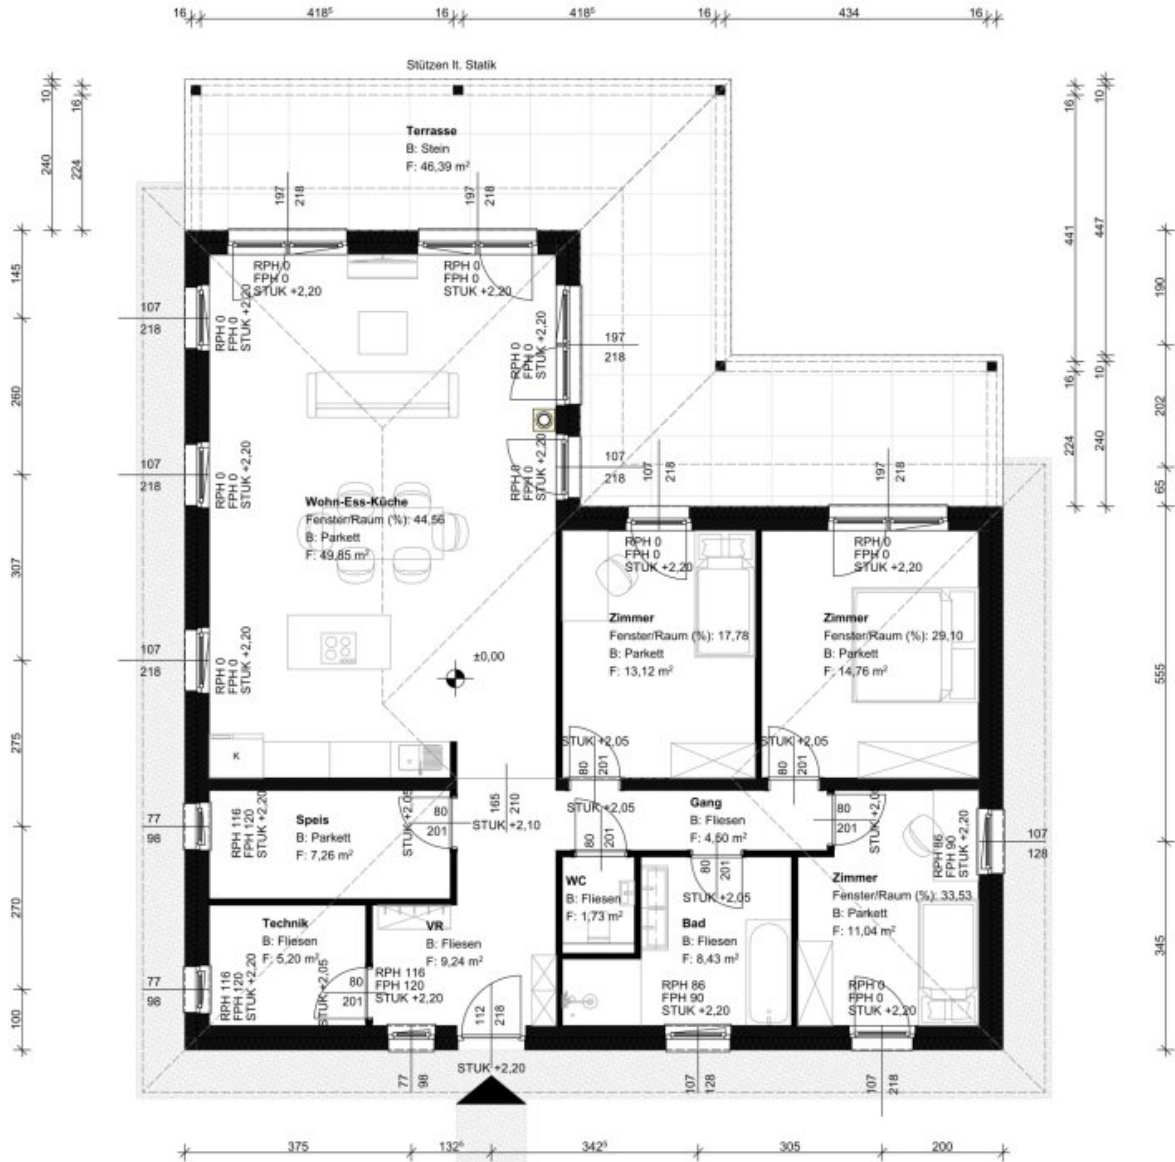 16
418⁵
16
418⁵
16
434
16
Stützen lt. Statik
10
240
16
224
16
441
16
224
10
447
10
240
Terrasse
B: Stein
F: 46,39 m²
197
218
197
218
RPH 0
FPH 0
STUK +2,20
RPH 0
FPH 0
STUK +2,20
145
260
307
275
270
100
190
202
65
555
345
107
218
RPH 0
FPH 0
STUK +2,20
RPH 0
FPH 0
STUK +2,20
197
218
107
218
RPH 0
FPH 0
STUK +2,20
RPH 0
FPH 0
STUK +2,20
107
218
107
218
197
218
Wohn-Ess-Küche
Fenster/Raum (%): 44,56
B: Parkett
F: 49,85 m²
RPH 0
FPH 0
STUK +2,20
RPH 0
FPH 0
STUK +2,20
Zimmer
Fenster/Raum (%): 17,78
B: Parkett
F: 13,12 m²
Zimmer
Fenster/Raum (%): 29,10
B: Parkett
F: 14,76 m²
107
218
RPH 0
FPH 0
STUK +2,20
±0,00
K
STUK +2,05
80
201
STUK +2,05
80
201
165
210
STUK +2,10
STUK +2,05
80
201
Gang
B: Fliesen
F: 4,50 m²
80
201
STUK +2,05
77
98
RPH 116
FPH 120
STUK +2,20
Speis
B: Parkett
F: 7,26 m²
STUK +2,05
80
201
RPH 86
FPH 90
STUK +2,20
107
128
WC
B: Fliesen
F: 1,73 m²
80
201
STUK +2,05
Bad
B: Fliesen
F: 8,43 m²
Zimmer
Fenster/Raum (%): 33,53
B: Parkett
F: 11,04 m²
Technik
B: Fliesen
F: 5,20 m²
VR
B: Fliesen
F: 9,24 m²
77
98
RPH 116
FPH 120
STUK +2,20
STUK +2,05
80
201
RPH 116
FPH 120
STUK +2,20
112
218
RPH 86
FPH 90
STUK +2,20
RPH 0
FPH 0
STUK +2,20
STUK +2,20
77
98
107
128
107
218
375
132⁵
342⁵
305
200